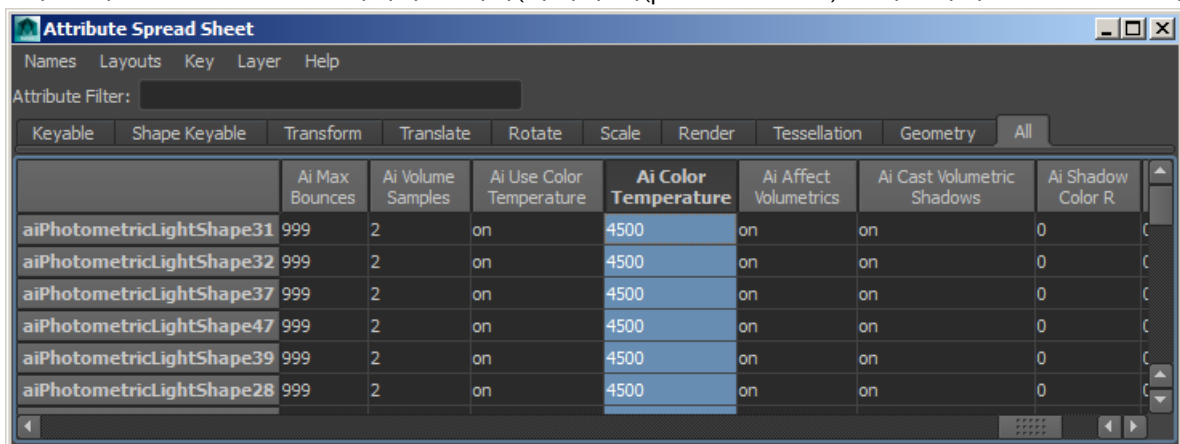 Attribute Spread Sheet
Names Layouts Key Layer Help
Attribute Filter:
Keyable Shape Keyable Transform Translate Rotate Scale Render Tessellation Geometry All
Ai Max Bounces Ai Volume Samples Ai Use Color Temperature Ai Color Temperature Ai Affect Volumetrics Ai Cast Volumetric Shadows Ai Shadow Color R
aiPhotometricLightShape31 999 2 on 4500 on on 0
aiPhotometricLightShape32 999 2 on 4500 on on 0
aiPhotometricLightShape37 999 2 on 4500 on on 0
aiPhotometricLightShape47 999 2 on 4500 on on 0
aiPhotometricLightShape39 999 2 on 4500 on on 0
aiPhotometricLightShape28 999 2 on 4500 on on 0